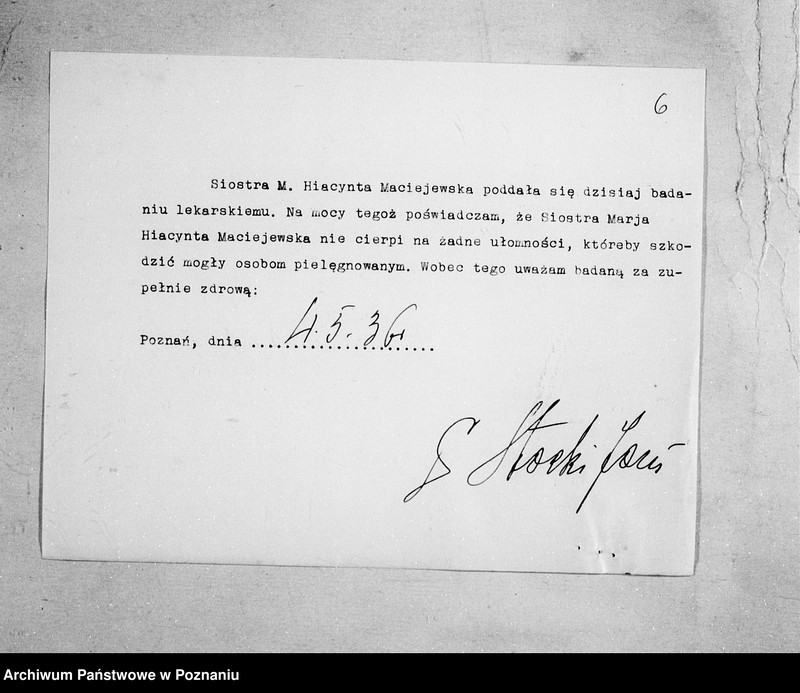 6
Siostra M. Hiacynta Maciejewska poddała się dzisiaj bada-
niu lekarskiemu. Na mocy tegoż poświadczam, że Siostra Marja
Hiacynta Maciejewska nie cierpi na żadne ułomności, któreby szko-
dzić mogły osobom pielęgnowanym. Wobec tego uważam badaną za zu-
pełnie zdrową:
Poznań, dnia 4.5.36
Archiwum Państwowe w Poznaniu